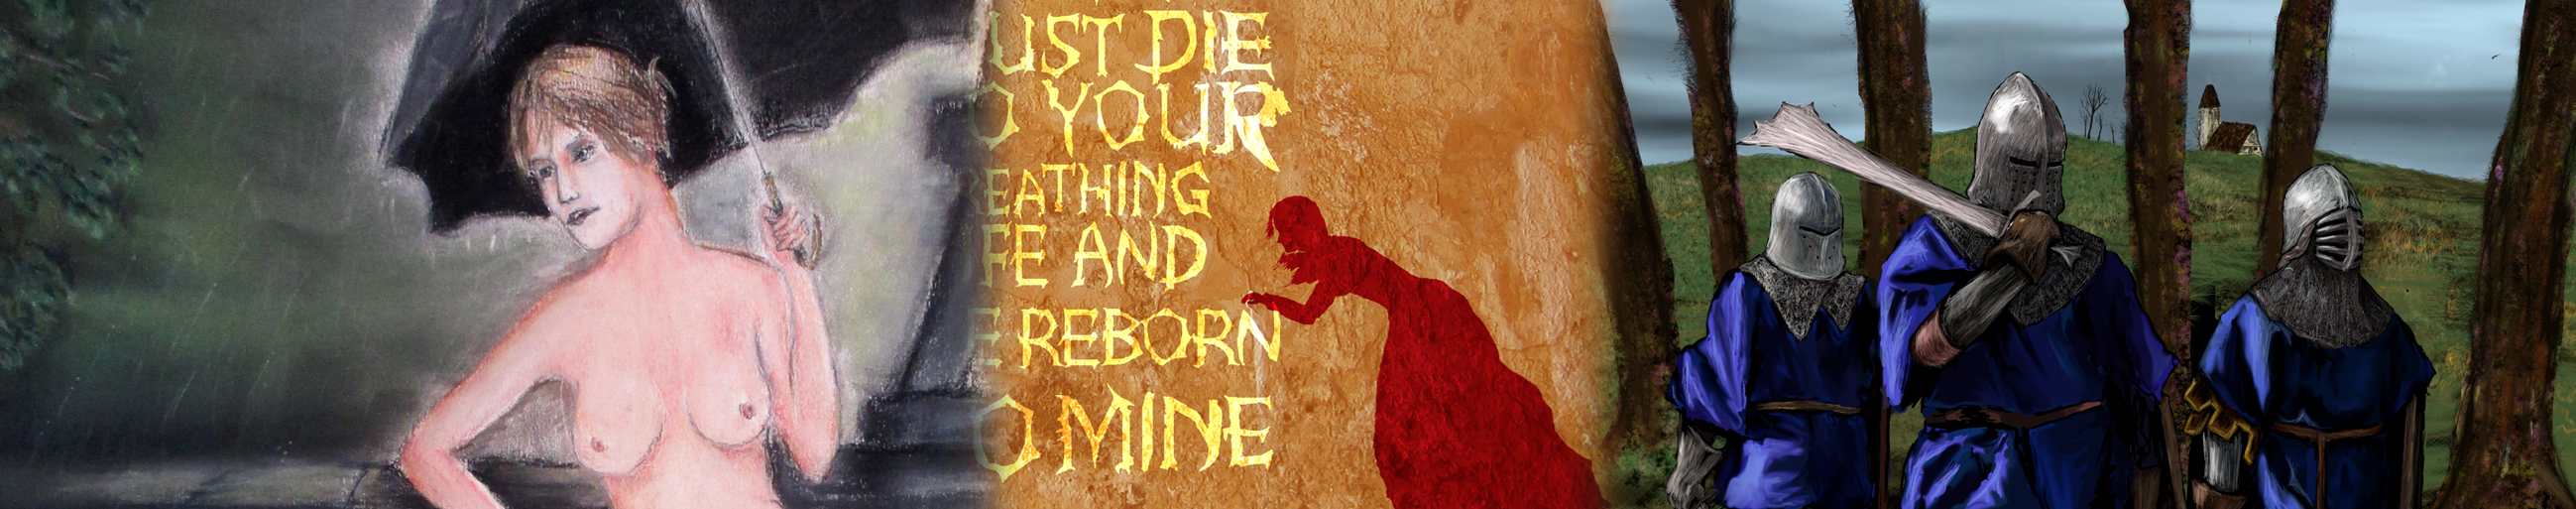 UST DIE
O YOUR
REATHING
FE AND
E REBORN
O MINE